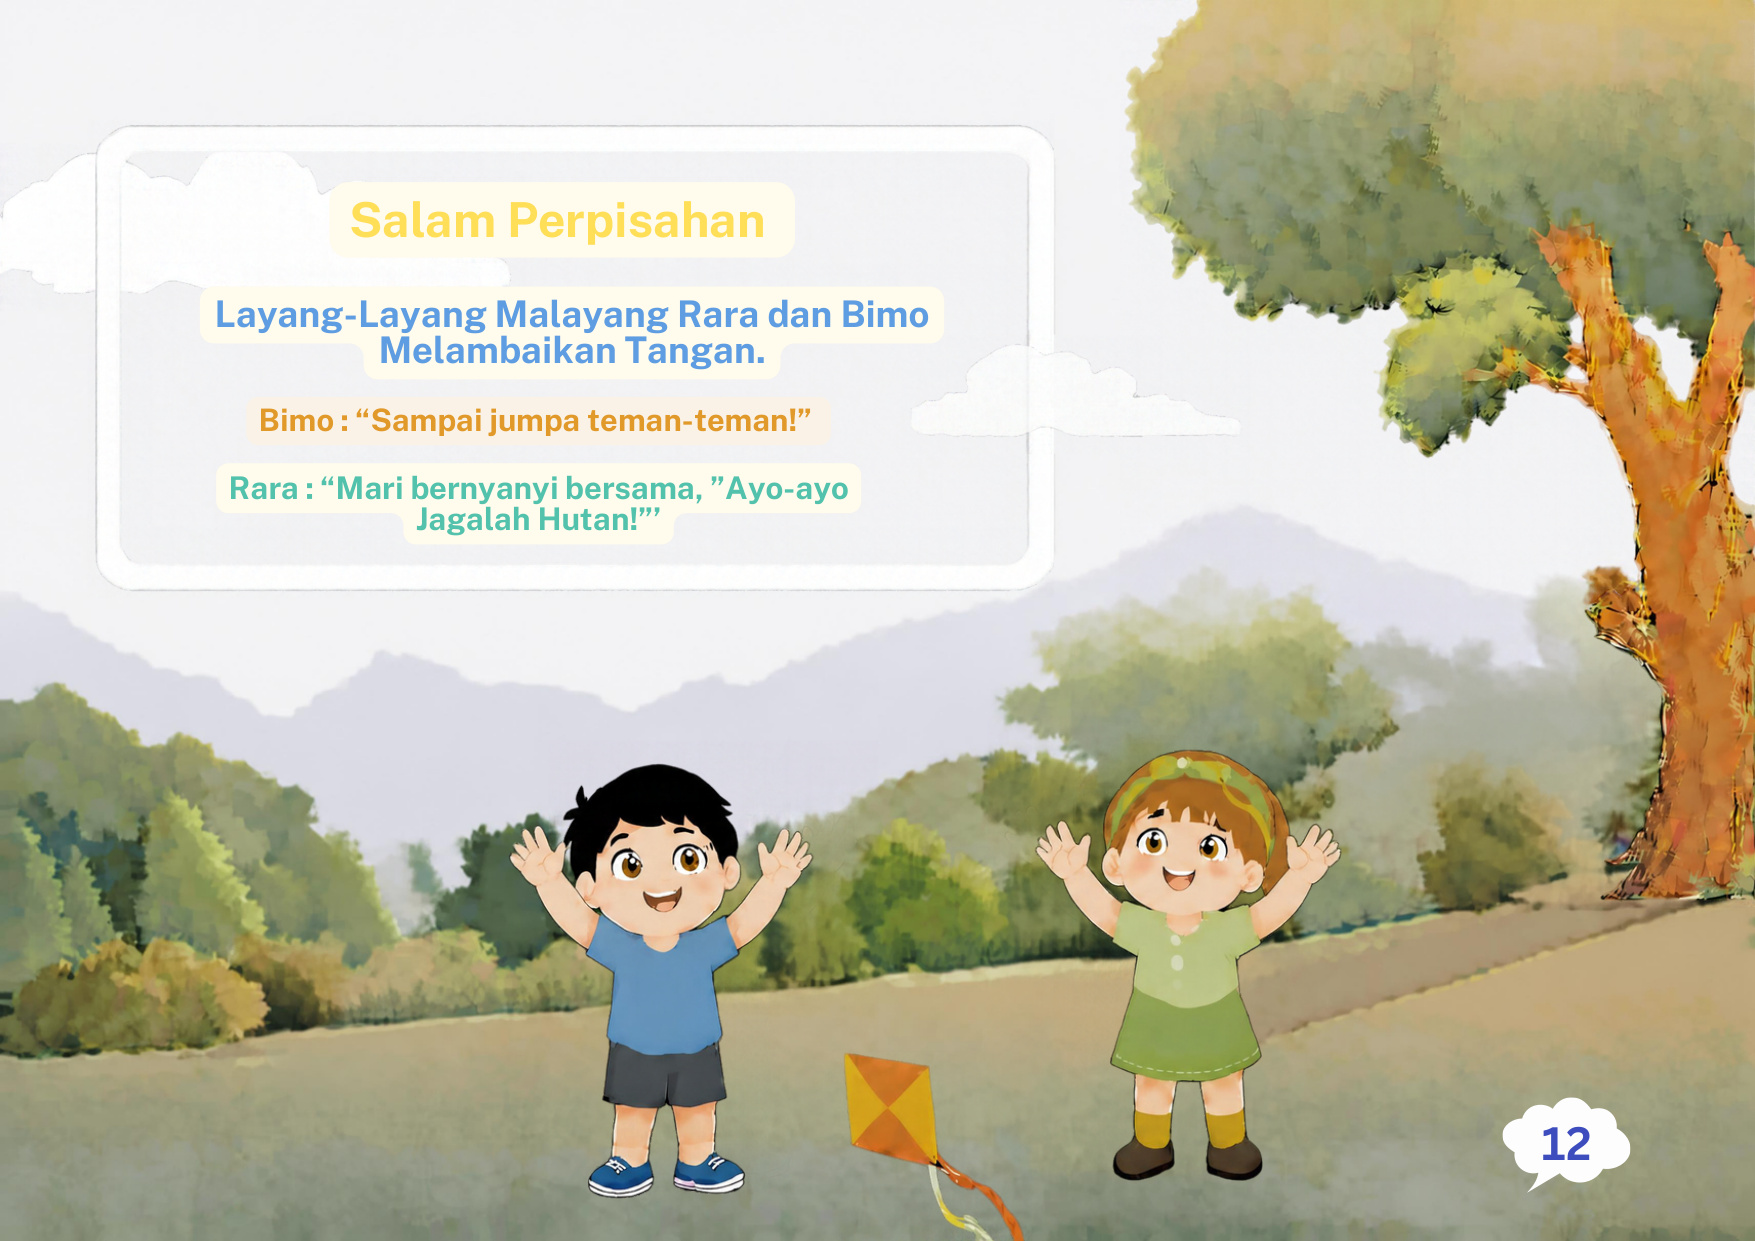 Salam Perpisahan
Layang-Layang Malayang Rara dan Bimo
Melambaikan Tangan.
Bimo : “Sampai jumpa teman-teman!”
Rara : “Mari bernyanyi bersama, ”Ayo-ayo
Jagalah Hutan!”’
12